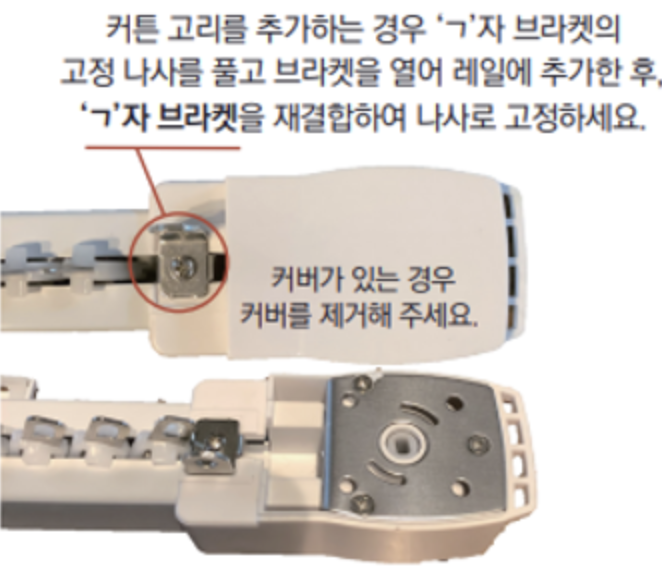 커튼 고리를 추가하는 경우 ‘ㄱ’자 브라켓의
고정 나사를 풀고 브라켓을 열어 레일에 추가한 후,
‘ㄱ’자 브라켓을 재결합하여 나사로 고정하세요.
커버가 있는 경우
커버를 제거해 주세요.